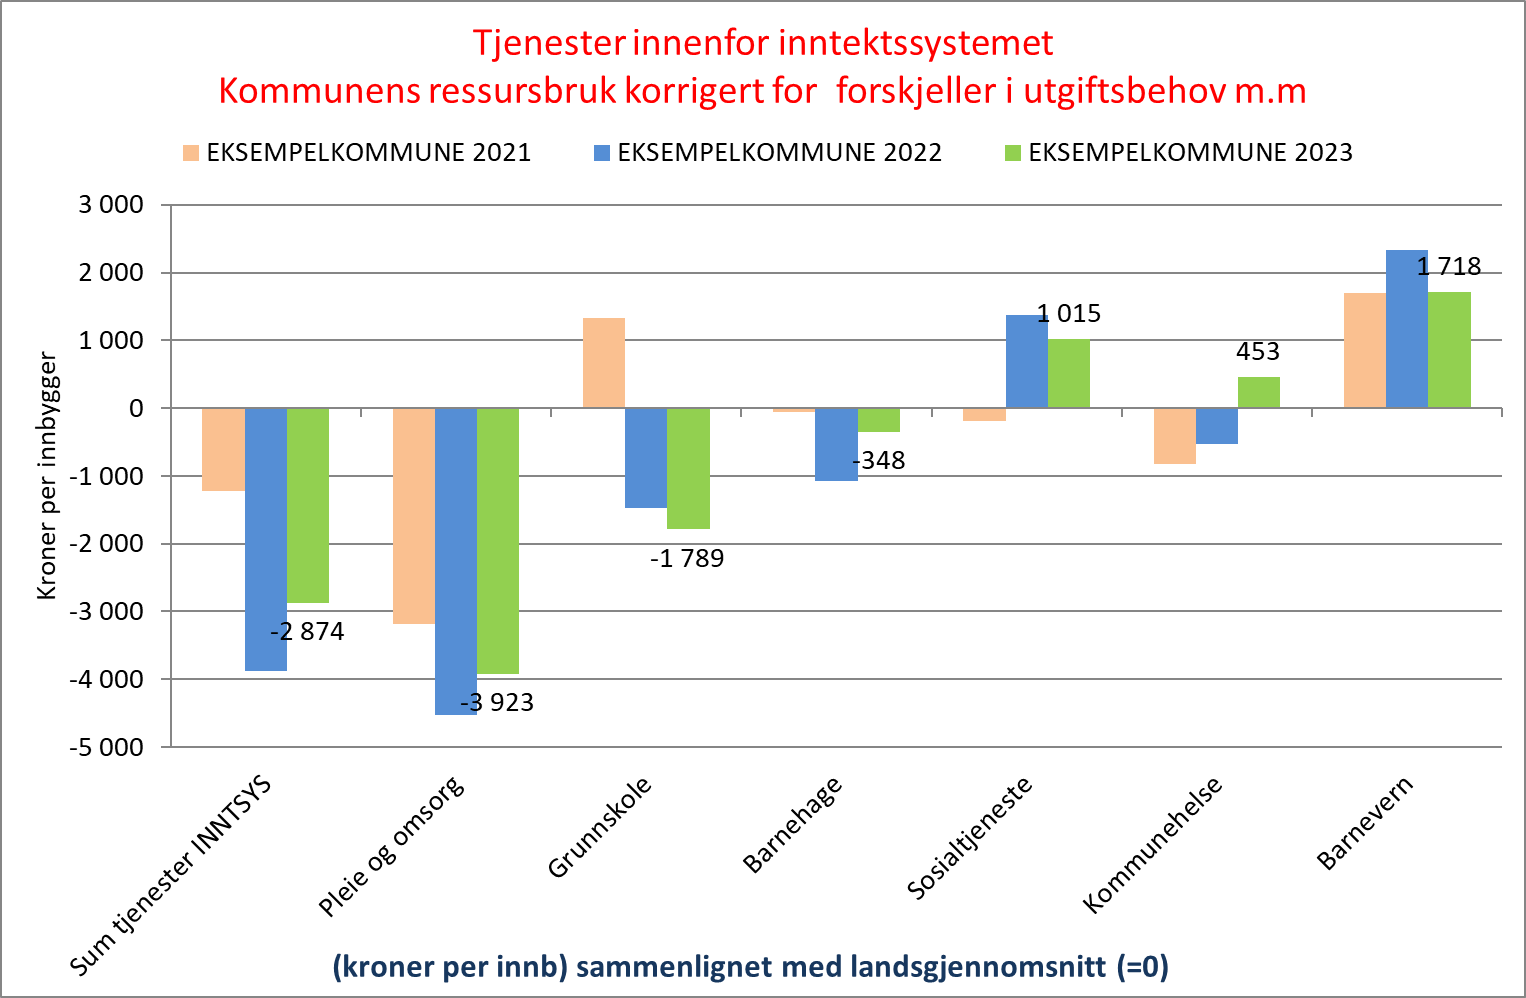 Tjenester innenfor inntektssystemet
Kommunens ressursbruk korrigert for  forskjeller i utgiftsbehov m.m
EKSEMPELKOMMUNE 2021
EKSEMPELKOMMUNE 2022
EKSEMPELKOMMUNE 2023
Kroner per innbygger
3 000
2 000
1 000
0
-1 000
-2 000
-3 000
-4 000
-5 000
-2 874
-3 923
-1 789
-348
1 015
453
1 718
Sum tjenester INNTSYS
Pleie og omsorg
Grunnskole
Barnehage
Sosialtjeneste
Kommunehelse
Barnevern
(kroner per innb) sammenlignet med landsgjennomsnitt (=0)